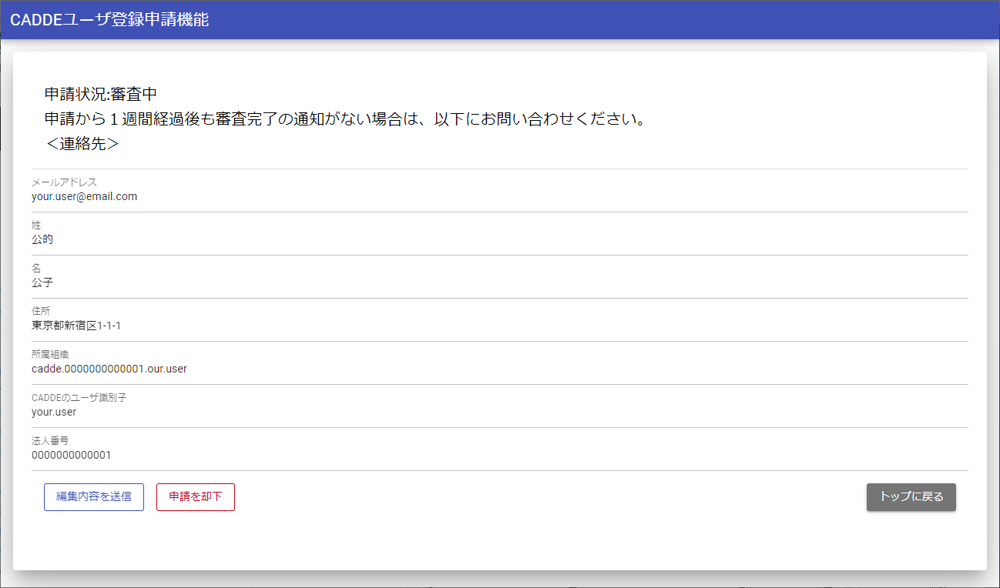 CADDEユーザ登録申請機能
申請状況:審査中
申請から１週間経過後も審査完了の通知がない場合は、以下にお問い合わせください。
＜連絡先＞
メールアドレス
your.user@email.com
姓
公的
名
公子
住所
東京都新宿区1-1-1
所属組織
cadde.0000000000001.our.user
CADDEのユーザ識別子
your.user
法人番号
0000000000001
編集内容を送信
申請を却下
トップに戻る